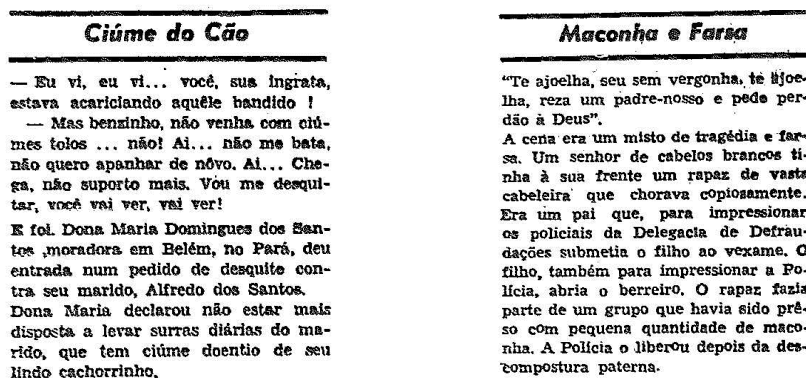 Ciúme do Cão
— Eu vi, eu vi... você, sua ingrata,
estava acariciando aquêle bandido !
— Mas benzinho, não venha com ciú-
mes tolos ... não! Ai... não me bata,
não quero apanhar de nôvo. Ai... Che-
ga, não suporto mais. Vou me desqui-
tar, você vai ver, vai ver!
E foi. Dona Maria Domingues dos San-
tos ,moradora em Belém, no Pará, deu
entrada num pedido de desquite con-
tra seu marido, Alfredo dos Santos.
Dona Maria declarou não estar mais
disposta a levar surras diárias do ma-
rido, que tem ciúme doentio de seu
lindo cachorrinho.
Maconha e Farsa
“Te ajoelha, seu sem vergonha, te ajoe-
lha, reza um padre-nosso e pede per-
dão à Deus”.
A cena era um misto de tragédia e far-
sa. Um senhor de cabelos brancos ti-
nha à sua frente um rapaz de vasta
cabeleira que chorava copiosamente.
Era um pai que, para impressionar
os policiais da Delegacia de Defrau-
dações submetia o filho ao vexame. O
filho, também para impressionar a Po-
lícia, abria o berreiro. O rapaz fazia
parte de um grupo que havia sido prê-
so com pequena quantidade de maco-
nha. A Polícia o liberou depois da des-
compostura paterna.